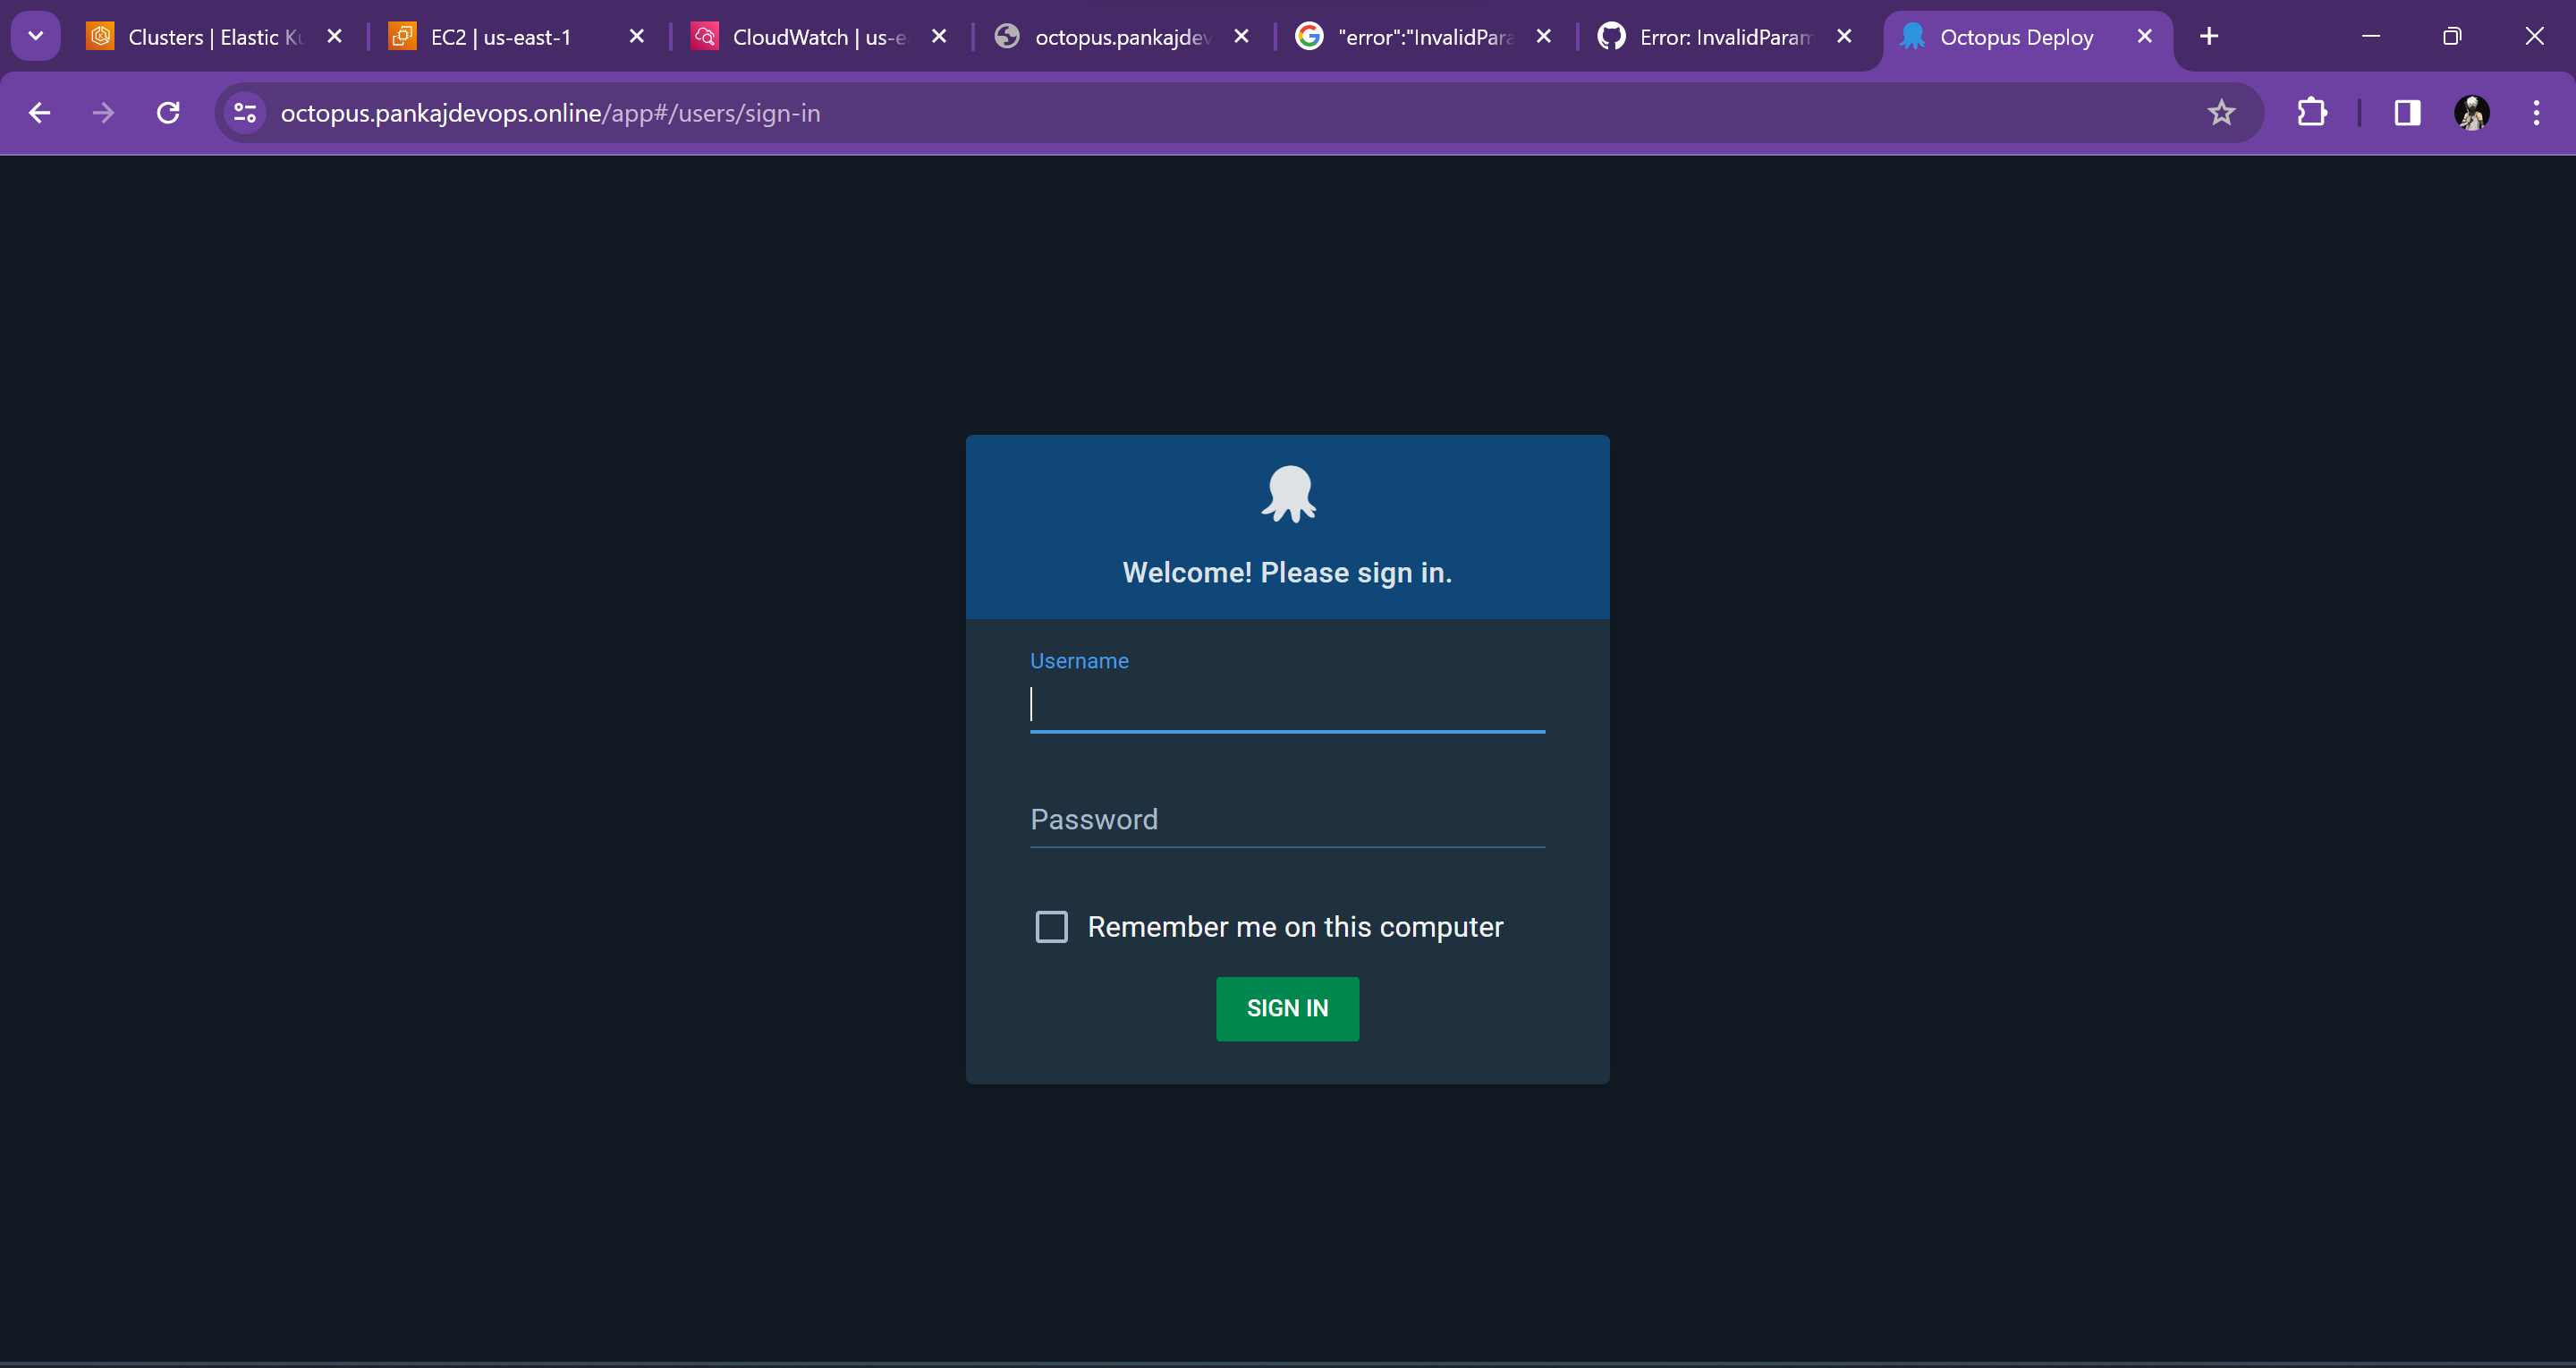 Clusters | Elastic Ku
EC2 | us-east-1
CloudWatch | us-e
octopus.pankajdev
"error":"InvalidPara
Error: InvalidParam
Octopus Deploy
octopus.pankajdevops.online/app#/users/sign-in
Welcome! Please sign in.
Username
Password
Remember me on this computer
SIGN IN